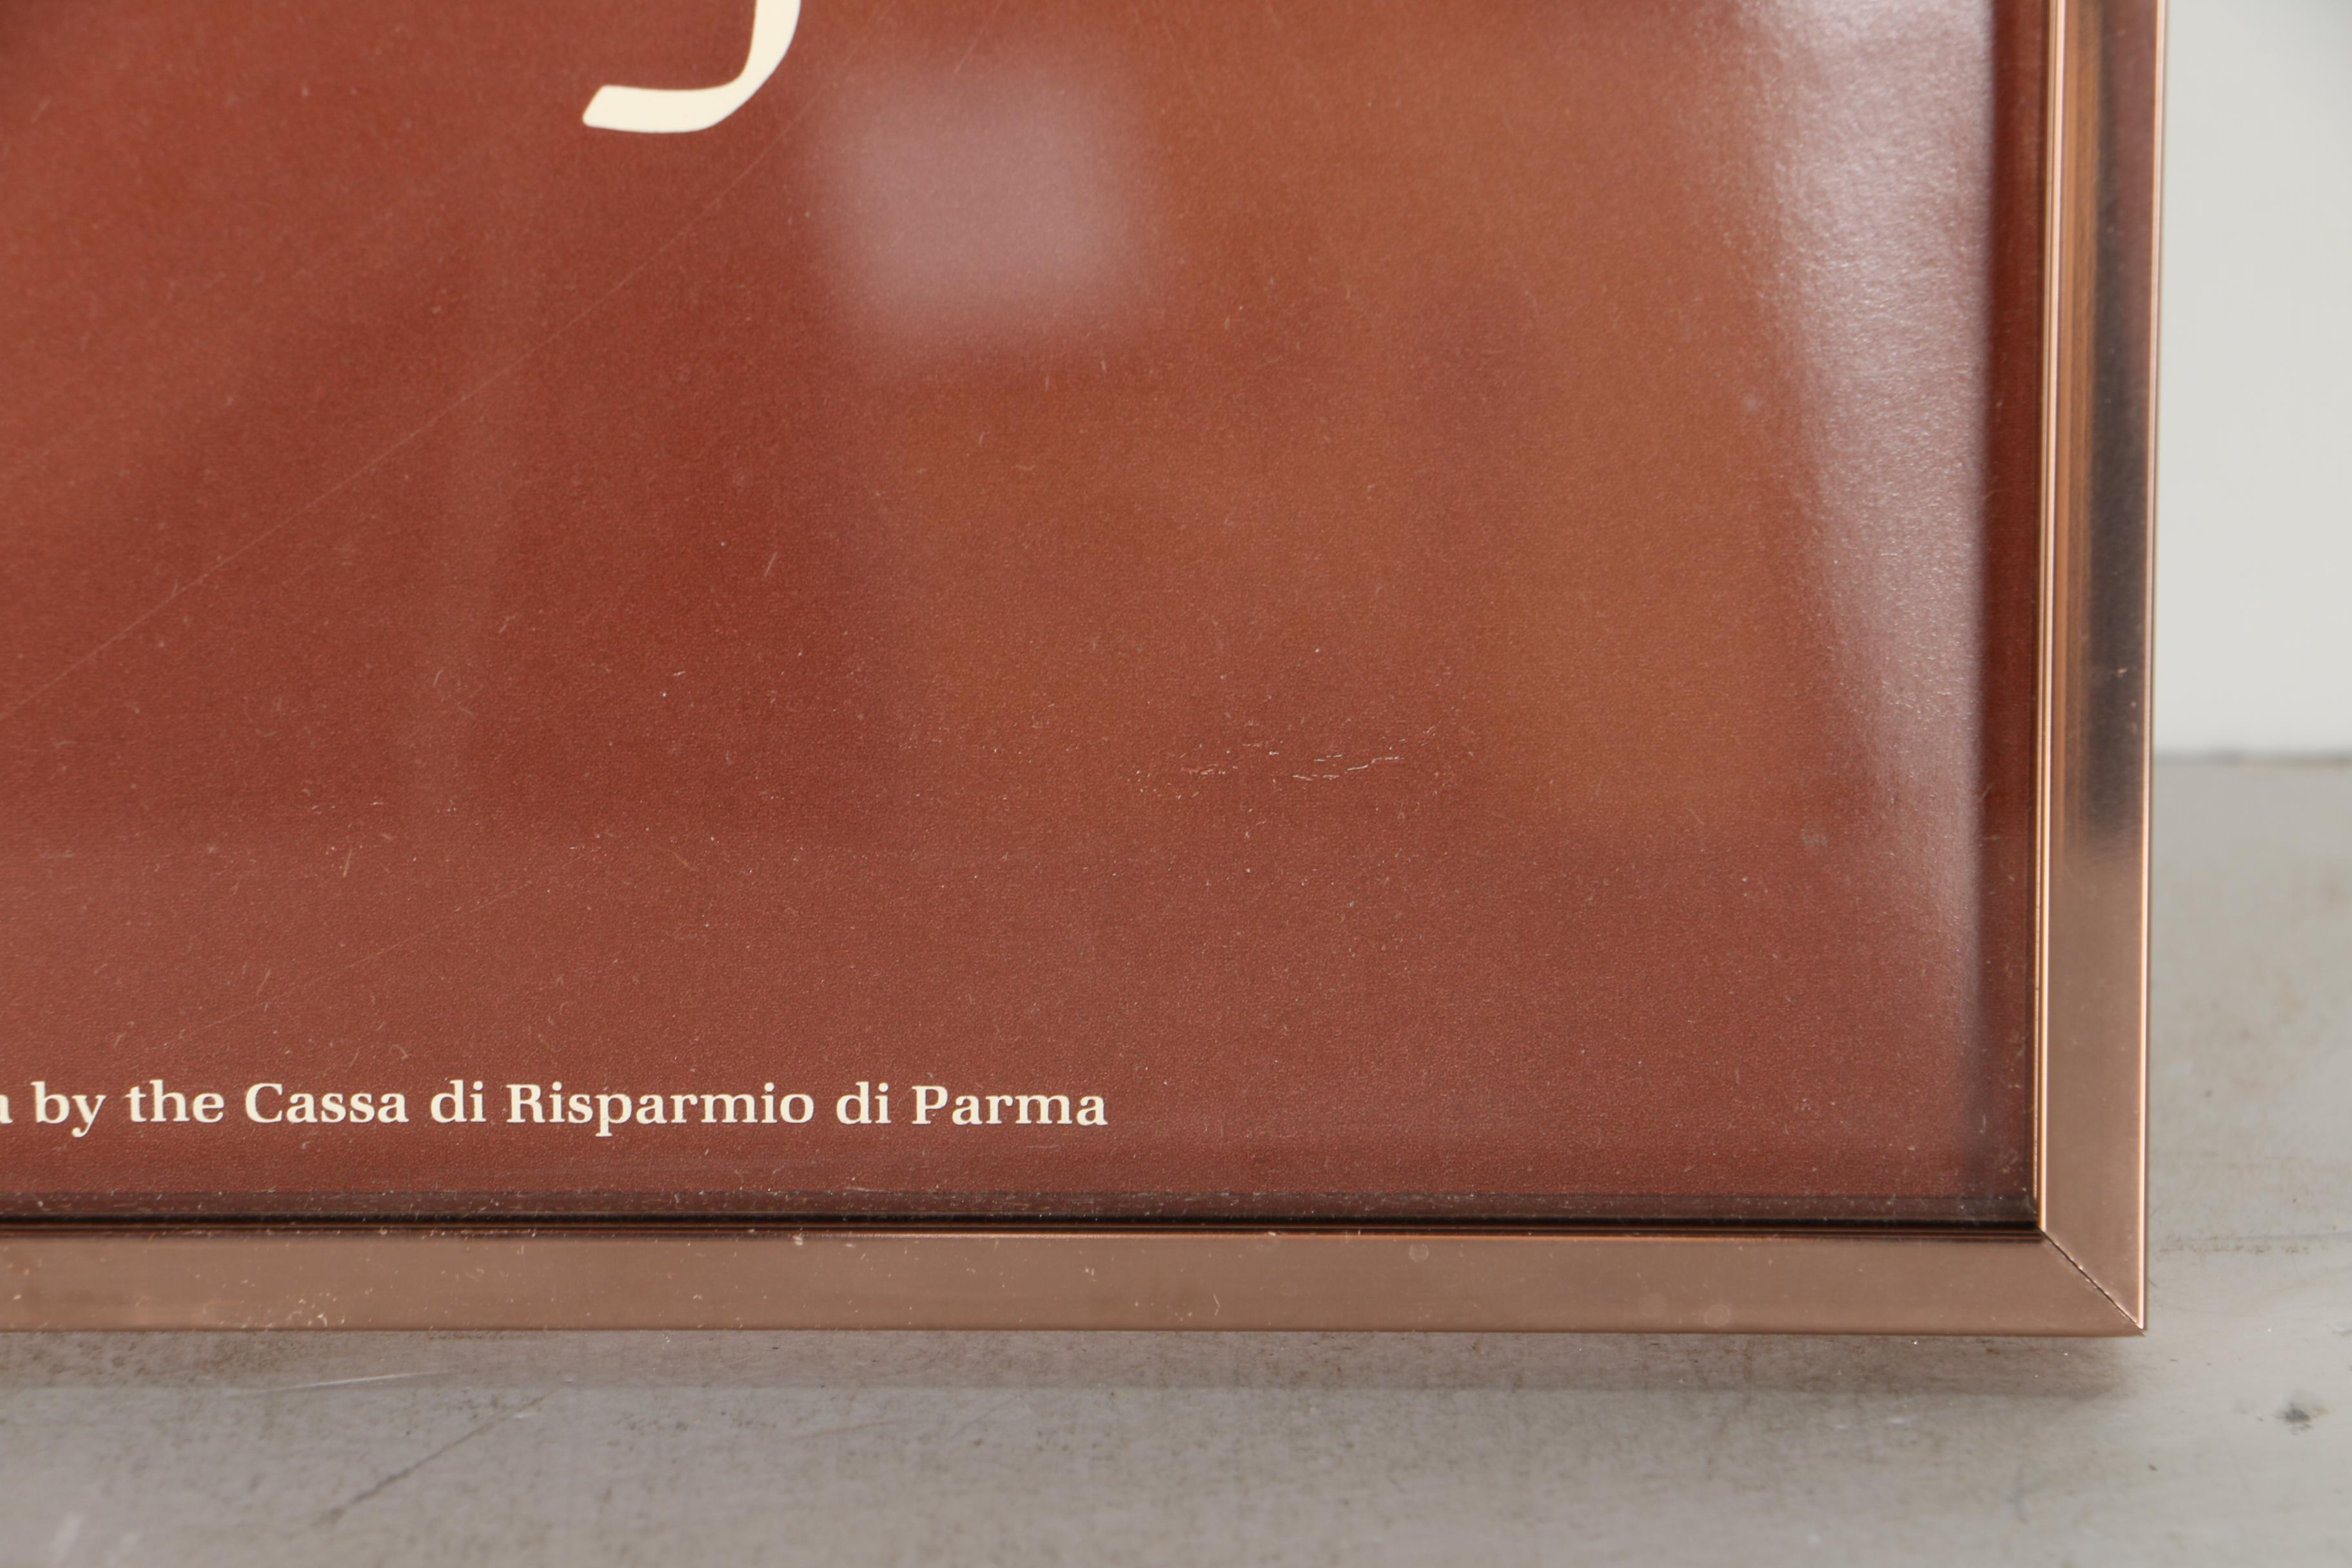 by the Cassa di Risparmio di Parma